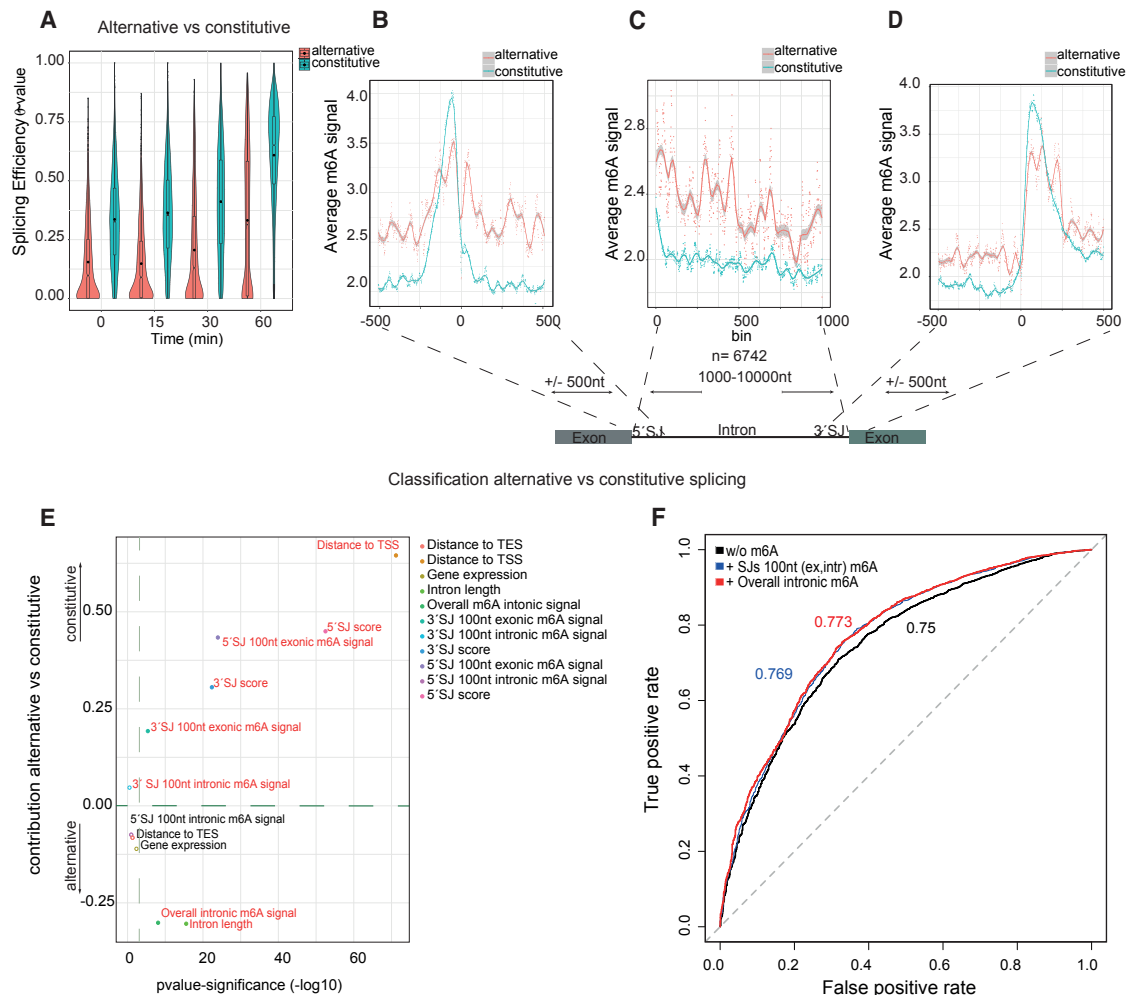 A
Alternative vs constitutive
alternative
constitutive
Splicing Efficiency θ-value
1.00
0.75
0.50
0.25
0.00
0
15
30
60
Time (min)
B
alternative
constitutive
Average m6A signal
4.0
3.5
3.0
2.5
2.0
-500
0
500
C
alternative
constitutive
Average m6A signal
2.8
2.4
2.0
0
500
1000
bin
n= 6742
1000-10000nt
D
alternative
constitutive
Average m6A signal
4.0
3.5
3.0
2.5
2.0
-500
0
500
+/- 500nt
+/- 500nt
Exon
5´SJ
Intron
3´SJ
Exon
Classification alternative vs constitutive splicing
E
contribution alternative vs constitutive
constitutive
alternative
0.50
0.25
0.00
-0.25
Distance to TSS
5´SJ score
5´SJ 100nt exonic m6A signal
3´SJ score
3´SJ 100nt exonic m6A signal
3´ SJ 100nt intronic m6A signal
5´SJ 100nt intronic m6A signal
Distance to TES
Gene expression
Overall intronic m6A signal
Intron length
0
20
40
60
pvalue-significance (-log10)
Distance to TES
Distance to TSS
Gene expression
Intron length
Overall m6A intonic signal
3´SJ 100nt exonic m6A signal
3´SJ 100nt intronic m6A signal
3´SJ score
5´SJ 100nt exonic m6A signal
5´SJ 100nt intronic m6A signal
5´SJ score
F
w/o m6A
+ SJs 100nt (ex,intr) m6A
+ Overall intronic m6A
0.773
0.75
0.769
True positive rate
1.0
0.8
0.6
0.4
0.2
0.0
0.0
0.2
0.4
0.6
0.8
1.0
False positive rate